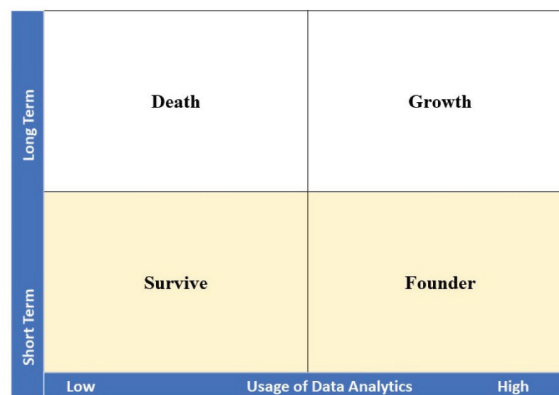 Long Term
Death
Growth
Short Term
Survive
Founder
Low
Usage of Data Analytics
High